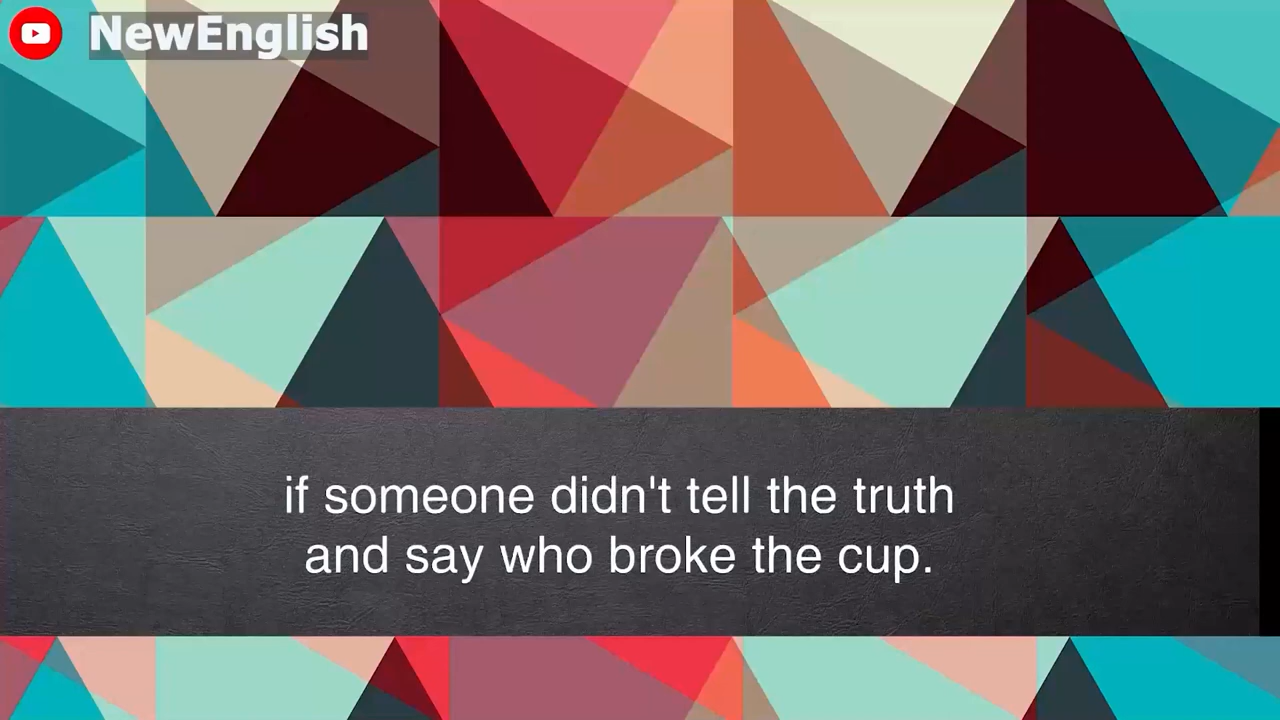 NewEnglish
if someone didn't tell the truth
and say who broke the cup.